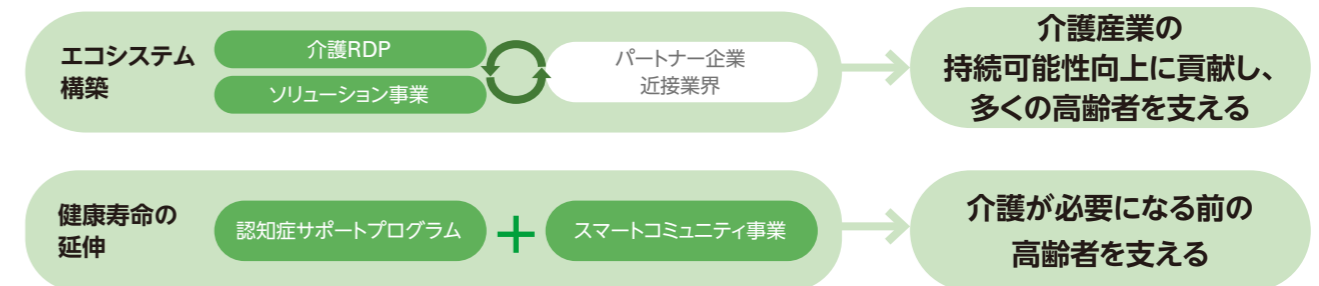 エコシステム
構築
介護RDP
ソリューション事業
パートナー企業
近接業界
介護産業の
持続可能性向上に貢献し、
多くの高齢者を支える
健康寿命の
延伸
認知症サポートプログラム
+
スマートコミュニティ事業
介護が必要になる前の
高齢者を支える